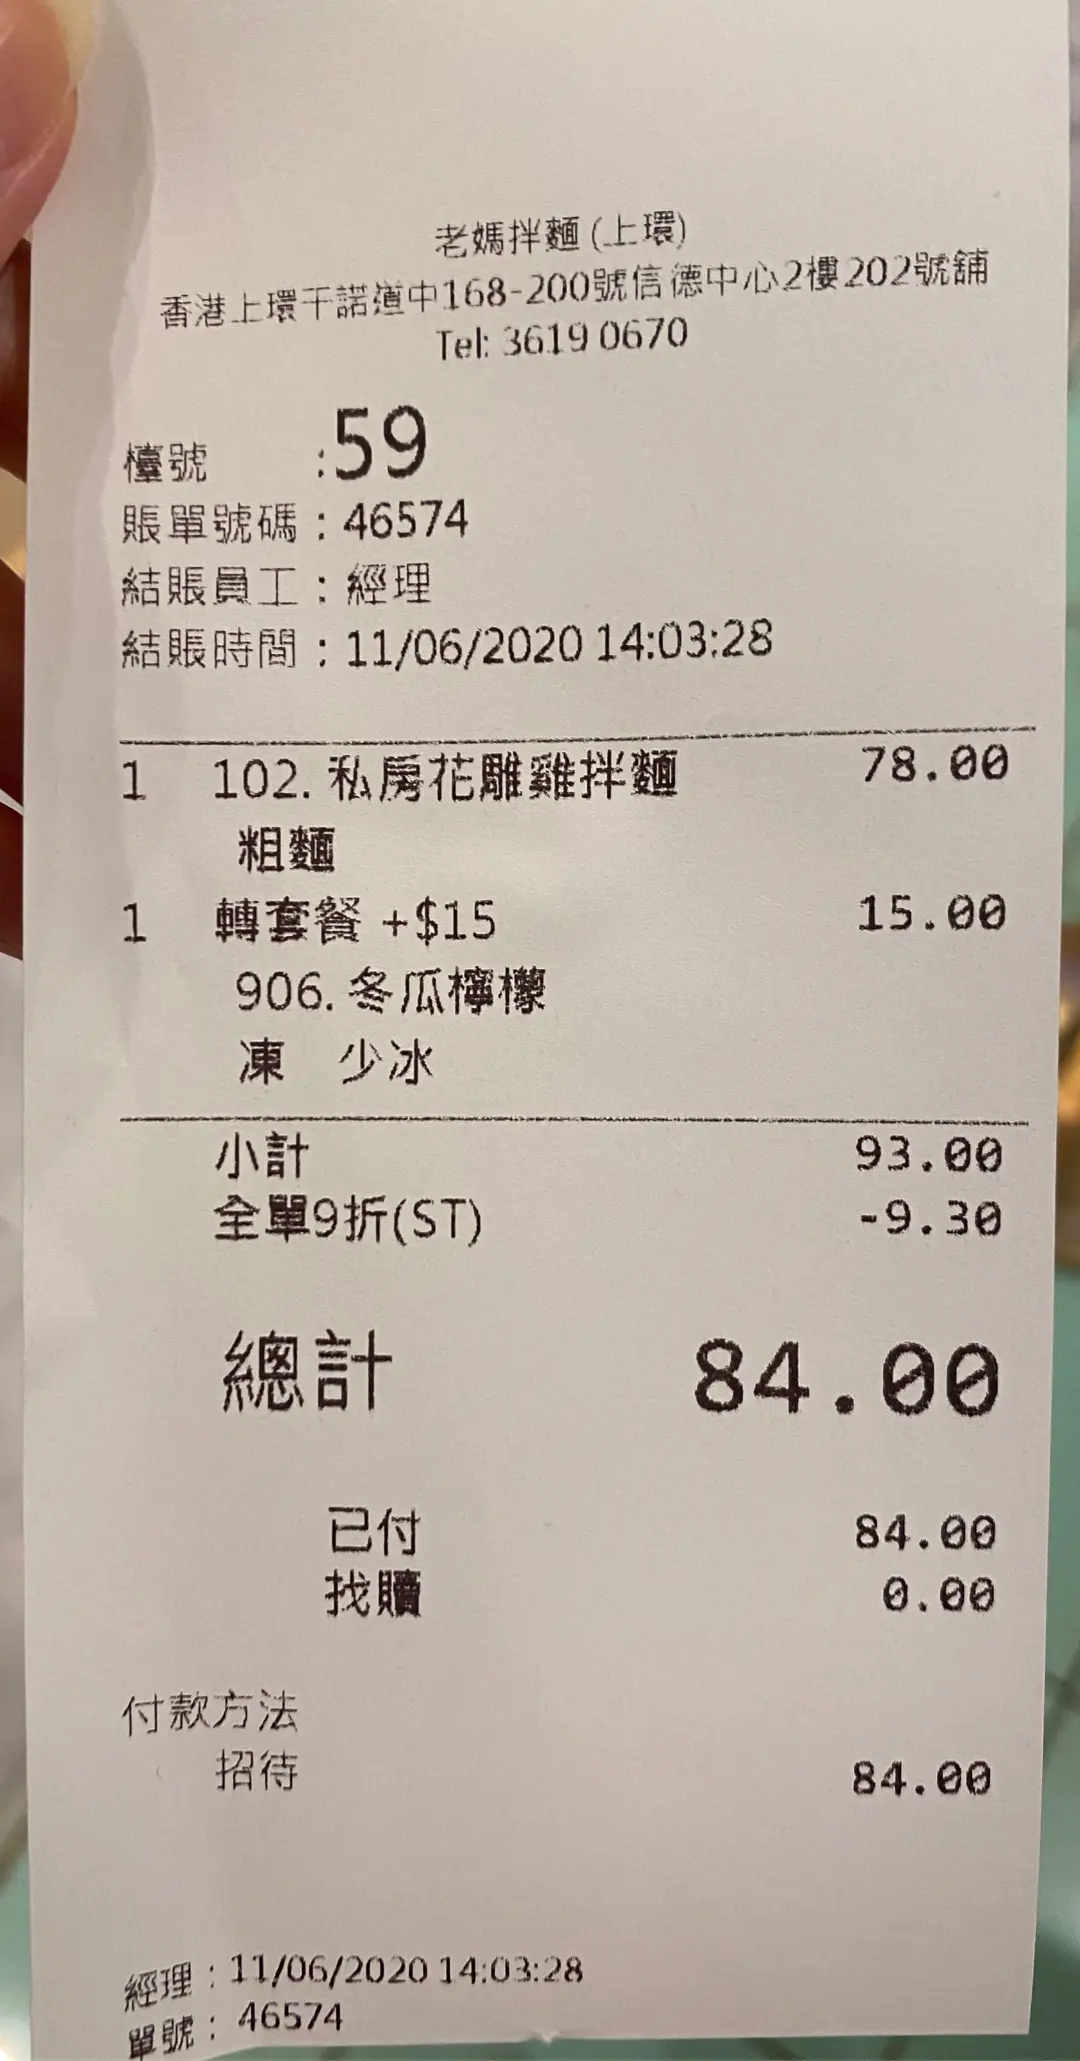 老媽拌麵 (上環)
香港上環干諾道中168-200號信德中心2樓202號舖
Tel: 3619 0670
檯號 :59
賬單號碼 : 46574
結賬員工 : 經理
結賬時間 : 11/06/2020 14:03:28
1 102. 私房花雕雞拌麵 78.00
粗麵
1 轉套餐 +$15 15.00
906. 冬瓜檸檬
凍 少冰
小計 93.00
全單9折(ST) -9.30
總計 84.00
已付 84.00
找贖 0.00
付款方法
招待 84.00
經理 : 11/06/2020 14:03:28
單號 : 46574